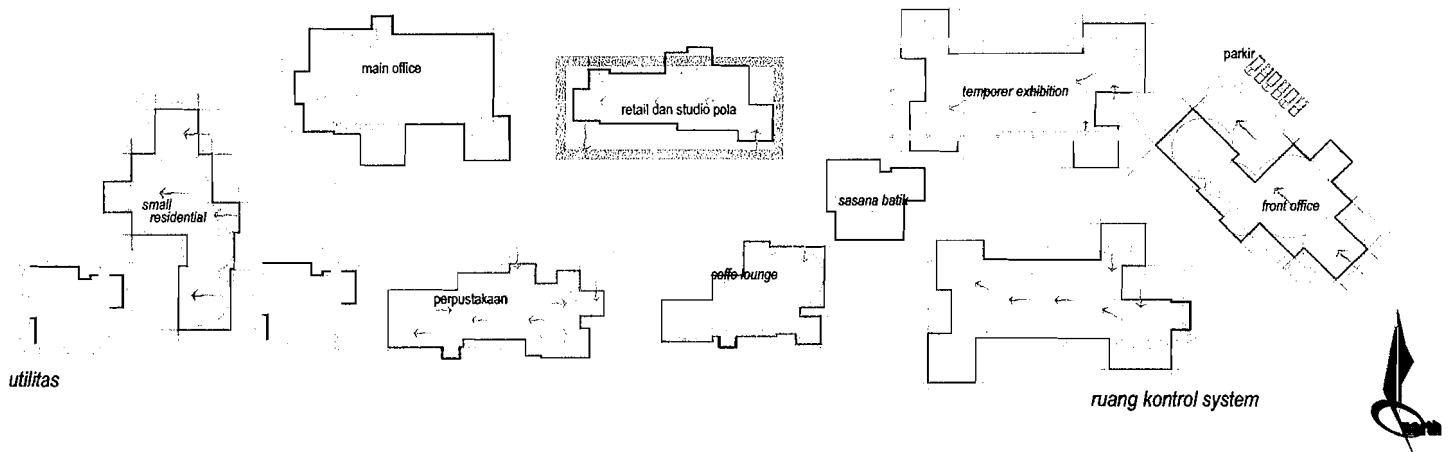 main office
retail dan studio pola
temporer exhibition
parkir
small
residential
sasana batik
front office
perpustakaan
coffe lounge
utilitas
ruang kontrol system
north